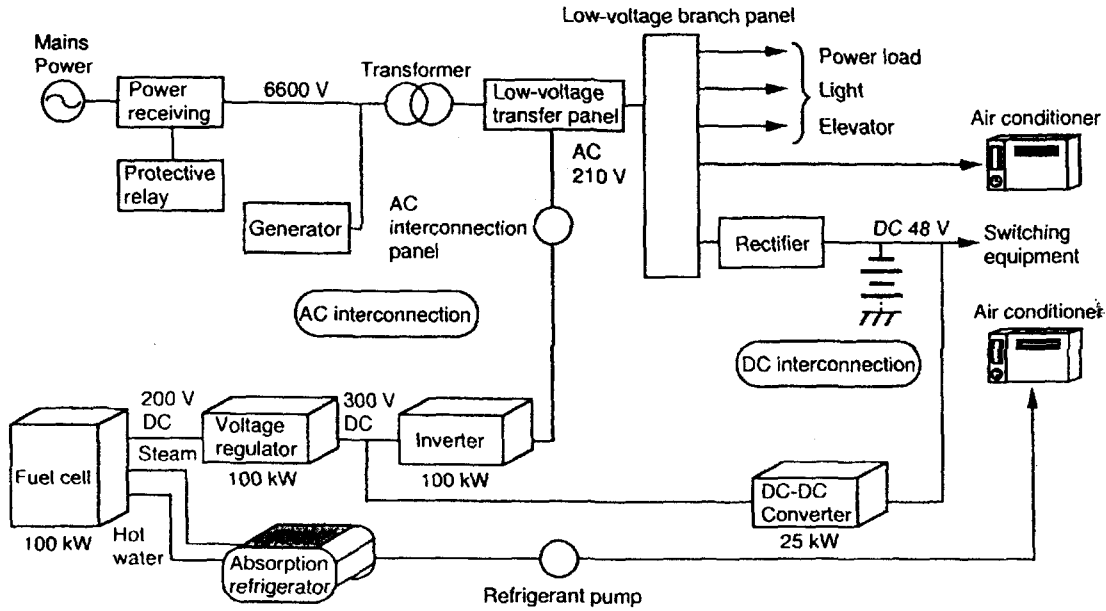 Low-voltage branch panel
Mains
Power
Power
receiving
6600 V
Transformer
Low-voltage
transfer panel
Power load
Light
Elevator
Air conditioner
Protective
relay
AC
210 V
Generator
AC
interconnection
panel
Rectifier
DC 48 V
Switching
equipment
AC interconnection
Air conditioner
DC interconnection
200 V
DC
Voltage
regulator
300 V
DC
Inverter
Steam
Fuel cell
100 kW
100 kW
DC-DC
Converter
100 kW
Hot
water
25 kW
Absorption
refrigerator
Refrigerant pump